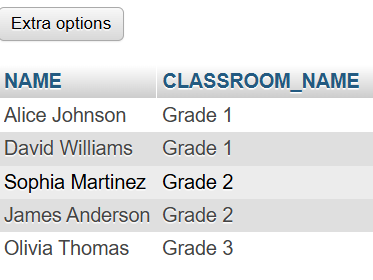 Extra options
NAME CLASSROOM_NAME
Alice Johnson Grade 1
David Williams Grade 1
Sophia Martinez Grade 2
James Anderson Grade 2
Olivia Thomas Grade 3